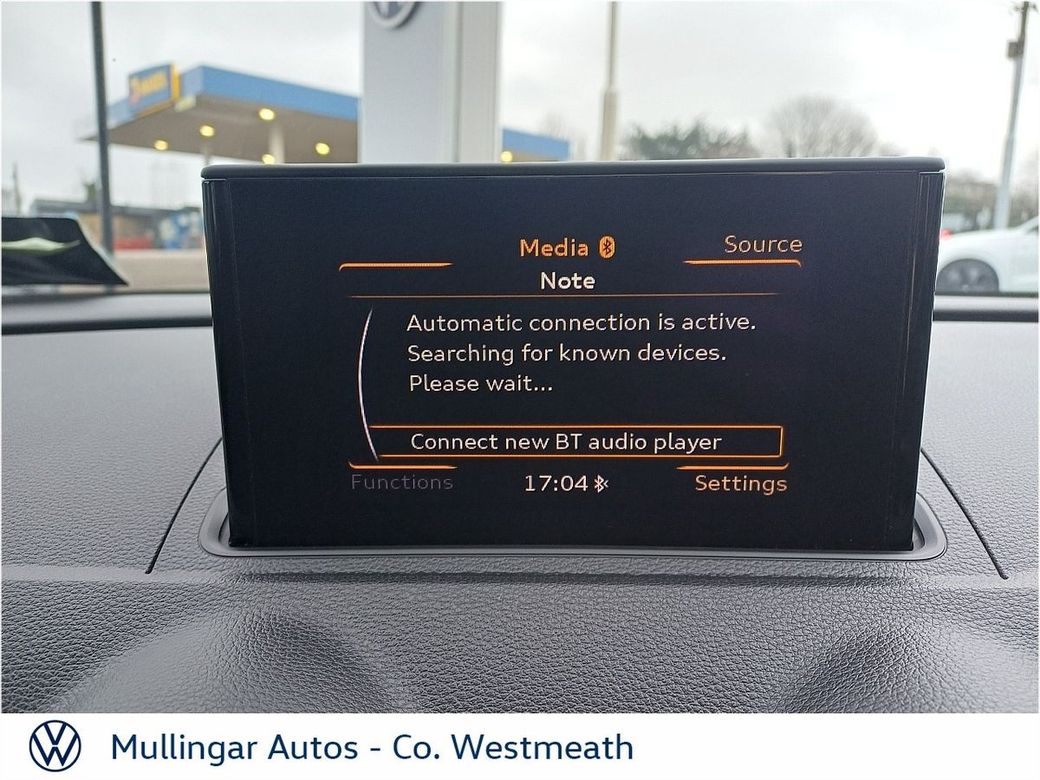 Media
Source
Note
Automatic connection is active.
Searching for known devices.
Please wait...
Connect new BT audio player
Functions
17:04
Settings
Mullingar Autos - Co. Westmeath